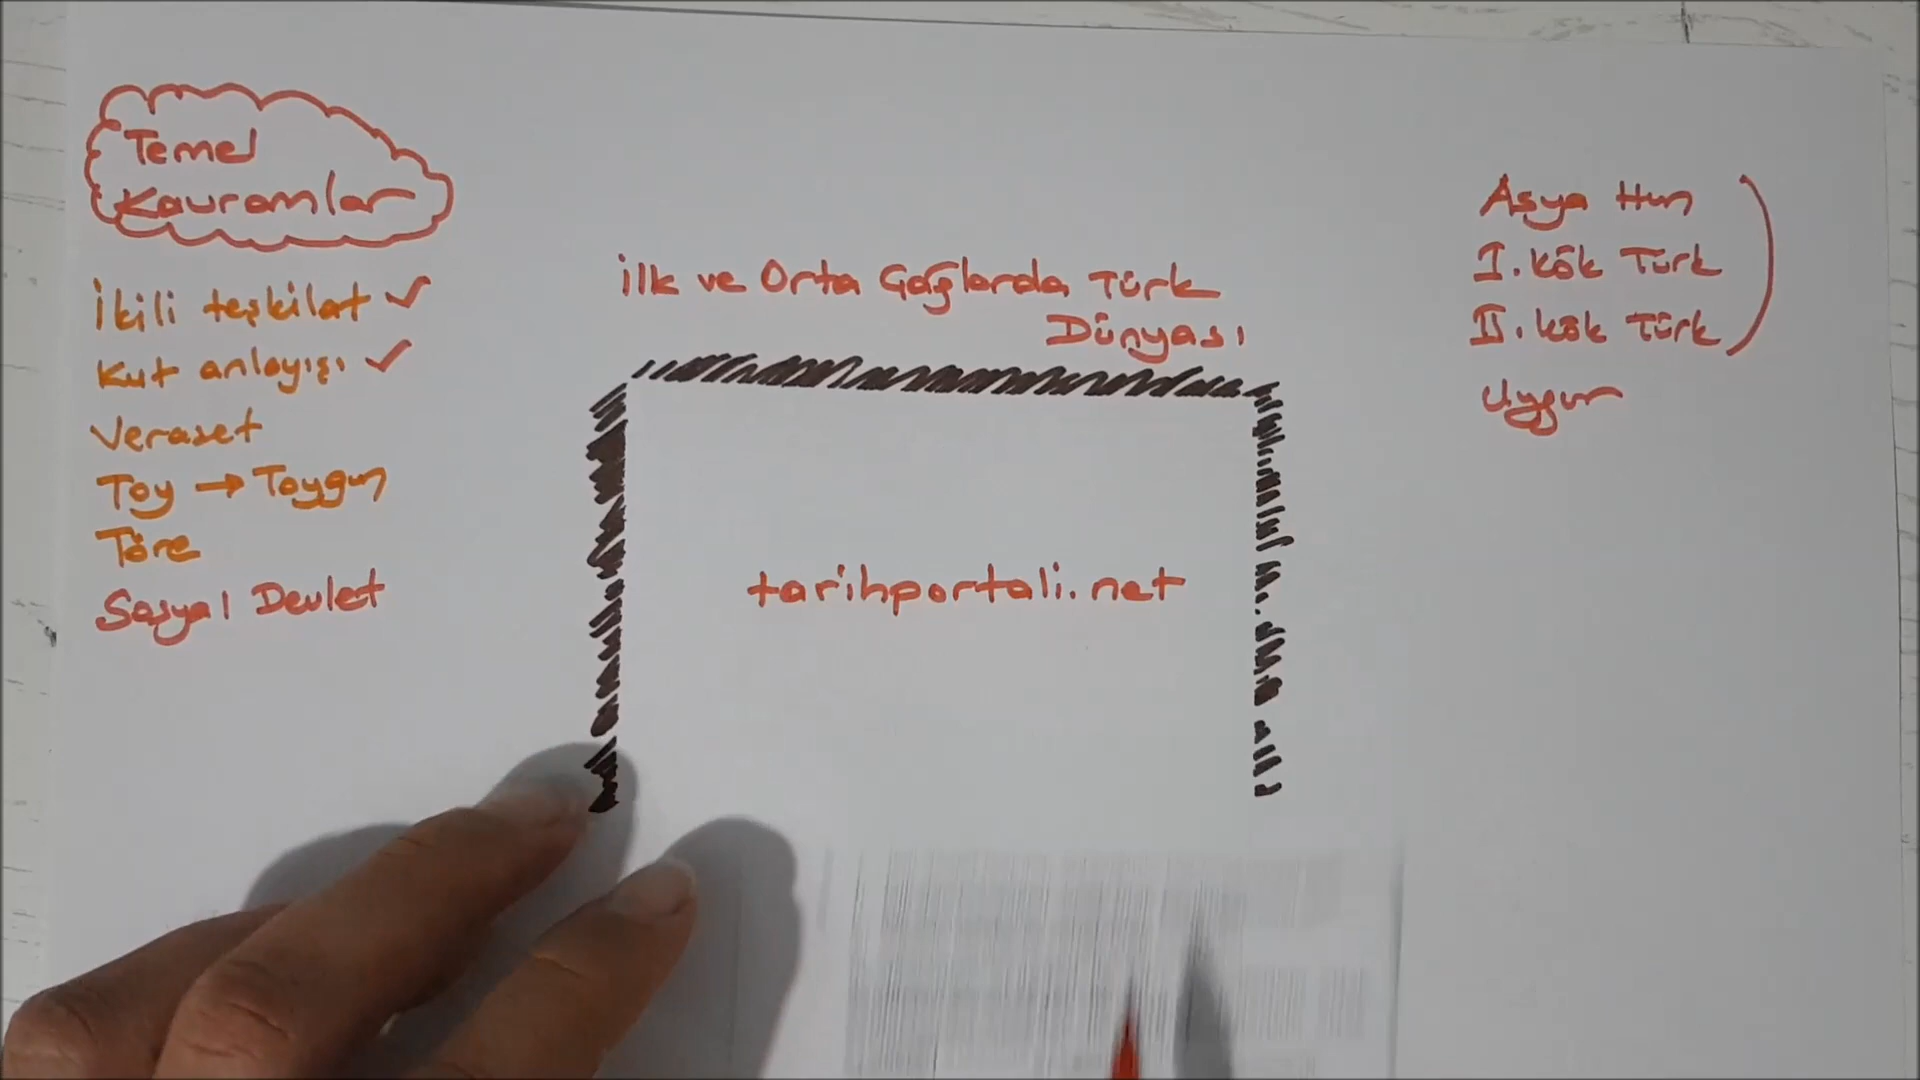 Temel
Kavramlar
İkili teşkilat ✓
Kut anlayışı ✓
Veraset
Toy → Toygun
Töre
Sosyal Devlet
İlk ve Orta Çağlarda Türk
Dünyası
tarihportali.net
Asya Hun
I. Kök Türk
II. Kök Türk
Uygur